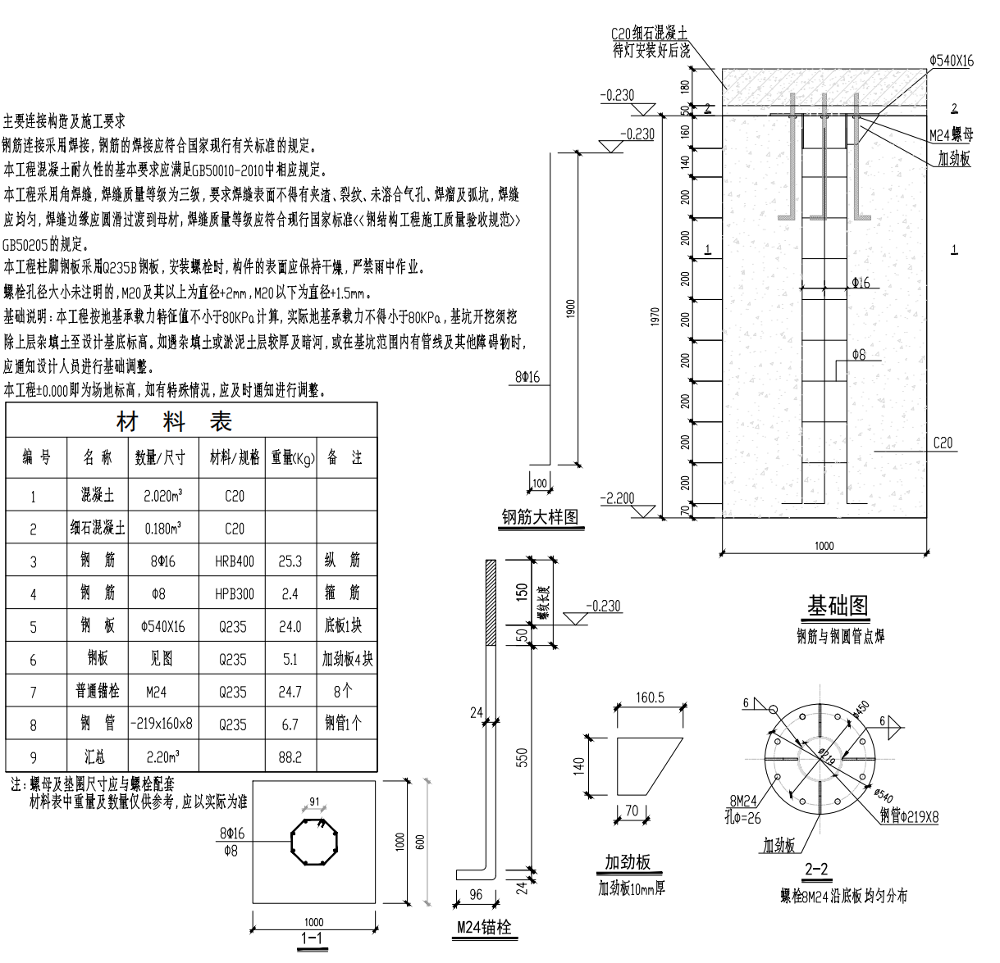 主要连接构造及施工要求
钢筋连接采用焊接,钢筋的焊接应符合国家现行有关标准的规定。
本工程混凝土耐久性的基本要求应满足GB50010-2010中相应规定。
本工程采用角焊缝,焊缝质量等级为三级,要求焊缝表面不得有夹渣、裂纹、未溶合气孔、焊瘤及弧坑,焊缝
应均匀,焊缝边缘应圆滑过渡到母材,焊缝质量等级应符合现行国家标准<<钢结构工程施工质量验收规范>>
GB50205的规定。
本工程柱脚钢板采用Q235B钢板,安装螺栓时,构件的表面应保持干燥,严禁雨中作业。
螺栓孔径大小未注明的,M20及其以上为直径+2mm,M20以下为直径+1.5mm。
基础说明:本工程按地基承载力特征值不小于80KPa计算,实际地基承载力不得小于80KPa,基坑开挖须挖
除上层杂填土至设计基底标高。如遇杂填土或淤泥土层较厚及暗河,或在基坑范围内有管线及其他障碍物时,
应通知设计人员进行基础调整。
本工程±0.000即为场地标高,如有特殊情况,应及时通知进行调整。
材 料 表
编 号 名 称 数量/尺寸 材料/规格 重量(Kg) 备 注
1 混凝土 2.020m³ C20
2 细石混凝土 0.180m³ C20
3 钢 筋 8Φ16 HRB400 25.3 纵 筋
4 钢 筋 Φ8 HPB300 2.4 箍 筋
5 钢 板 Φ540X16 Q235 24.0 底板1块
6 钢板 见图 Q235 5.1 加劲板4块
7 普通锚栓 M24 Q235 24.7 8个
8 钢 管 -219x160x8 Q235 6.7 钢管1个
9 汇总 2.20m³ 88.2
注: 螺母及垫圈尺寸应与螺栓配套
材料表中重量及数量仅供参考,应以实际为准
91
8Φ16
Φ8
1000
600
1000
1-1
-0.230
-0.230
1900
1970
8Φ16
100
钢筋大样图
-2.200
C20细石混凝土
待灯安装好后浇
180
50
160
140
200
200
200
200
200
200
200
200
70
2
2
1
1
Φ540X16
M24螺母
加劲板
Φ16
Φ8
C20
1000
基础图
钢筋与钢圆管点焊
150
螺纹长度
50
-0.230
24
550
24
96
M24锚栓
160.5
140
70
加劲板
加劲板10mm厚
6
6
ø450
ø219
ø540
8M24
孔Φ=26
钢管Φ219X8
加劲板
2-2
螺栓8M24沿底板均匀分布